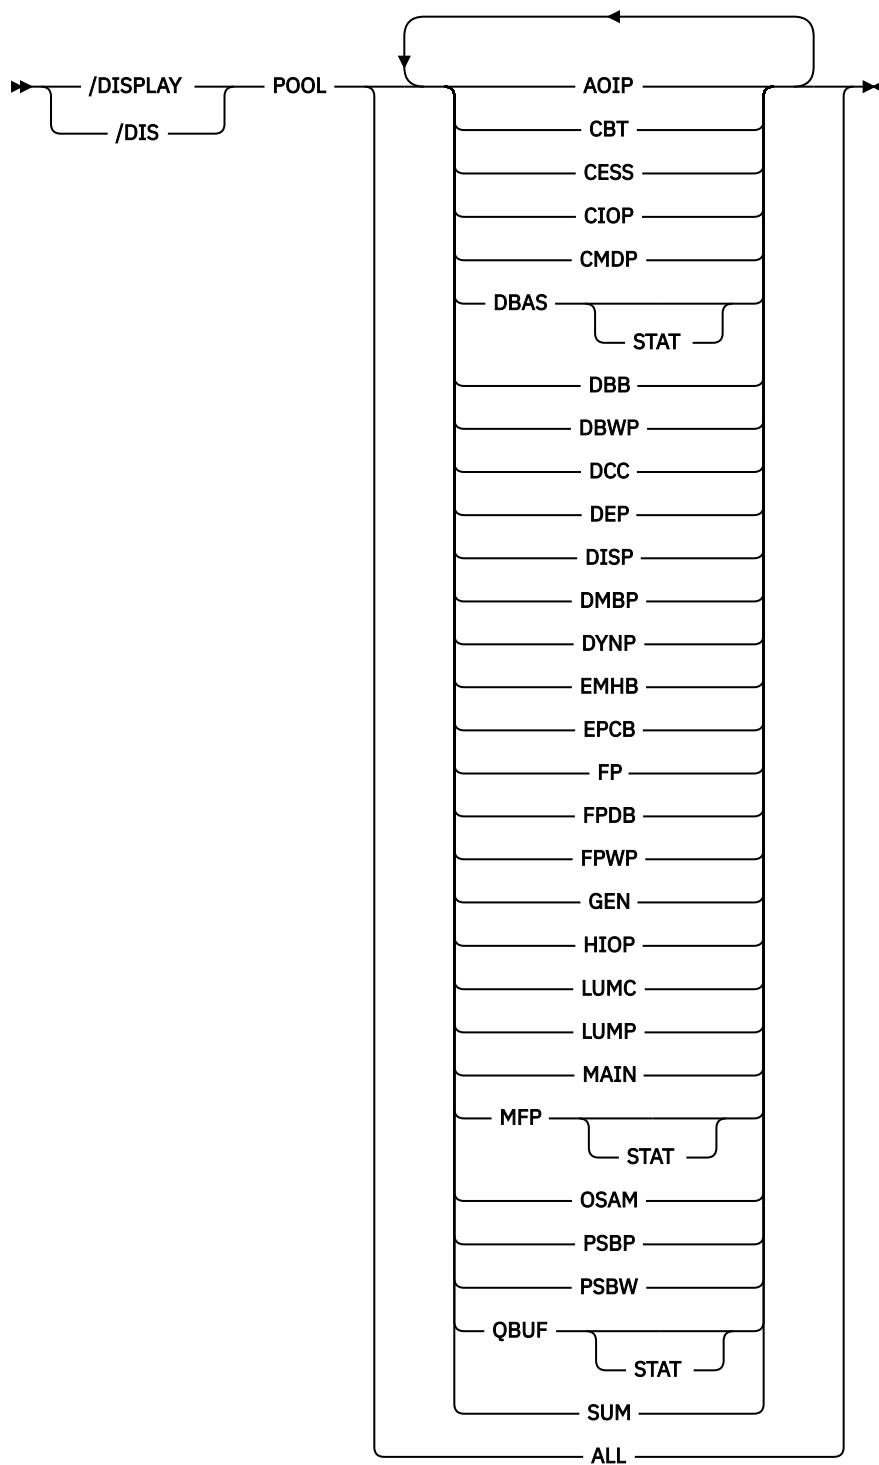 /DISPLAY POOL AOIP
/DIS CBT
CESS
CIOP
CMDP
DBAS
STAT
DBB
DBWP
DCC
DEP
DISP
DMBP
DYNP
EMHB
EPCB
FP
FPDB
FPWP
GEN
HIOP
LUMC
LUMP
MAIN
MFP
STAT
OSAM
PSBP
PSBW
QBUF
STAT
SUM
ALL